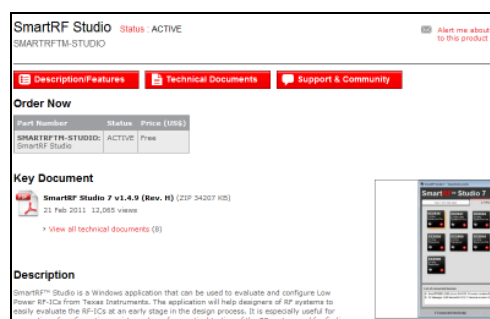 SmartRF Studio Status : ACTIVE
SMARTRFTM-STUDIO
Alert me about
to this product
Description/Features
Technical Documents
Support & Community
Order Now
Part Number Status Price (US$)
SMARTRFTM-STUDIO: ACTIVE Free
SmartRF Studio
Key Document
SmartRF Studio 7 v1.4.9 (Rev. H) (ZIP 34207 KB)
21 Feb 2011 12,065 views
View all technical documents (8)
SmartRF Studio 7
Description
SmartRF™ Studio is a Windows application that can be used to evaluate and configure Low
Power RF-ICs from Texas Instruments. The application will help designers of RF systems to
easily evaluate the RF-ICs at an early stage in the design process. It is especially useful for